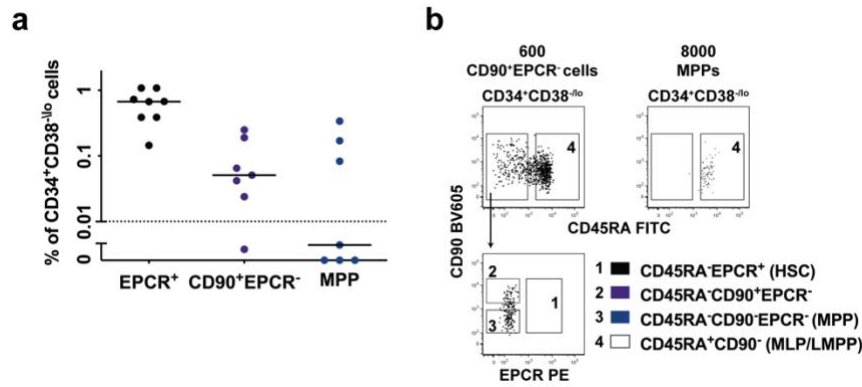 a
% of CD34+CD38-/lo cells
1
0.1
0.01
0
EPCR+ CD90+EPCR- MPP
b
600
CD90+EPCR- cells
CD34+CD38-/lo
8000
MPPs
CD34+CD38-/lo
4
4
CD90 BV605
CD45RA FITC
2
3
1
EPCR PE
1 CD45RA-EPCR+ (HSC)
2 CD45RA-CD90+EPCR-
3 CD45RA-CD90-EPCR- (MPP)
4 CD45RA+CD90- (MLP/LMPP)